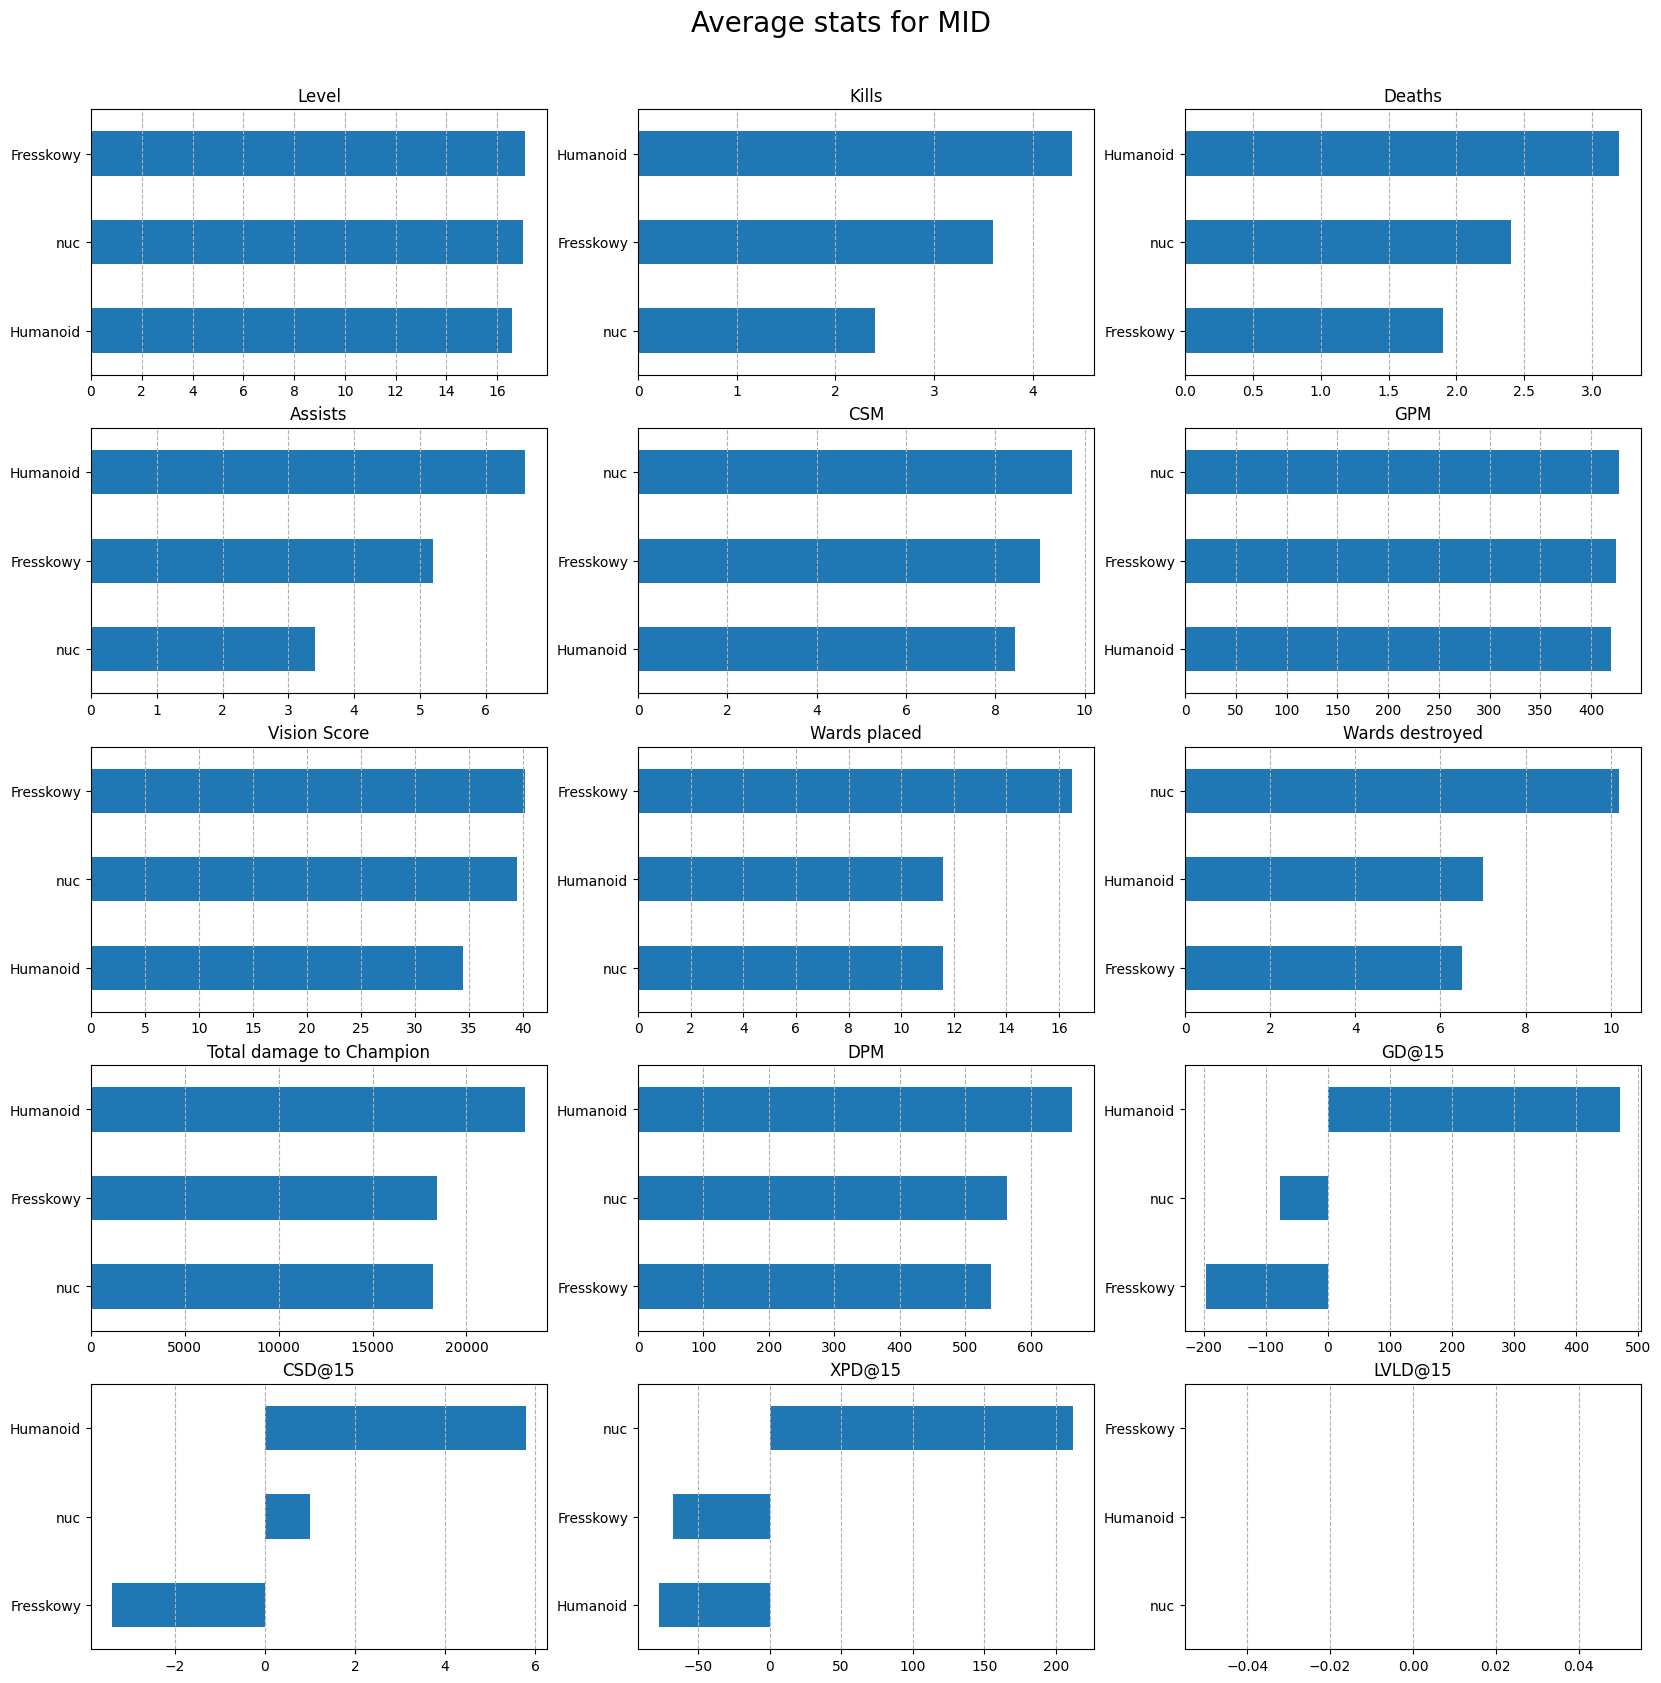 Average stats for MID
Level Kills Deaths
Fresskowy Humanoid Humanoid
nuc Fresskowy nuc
Humanoid nuc Fresskowy
0 2 4 6 8 10 12 14 16 0 1 2 3 4 0.0 0.5 1.0 1.5 2.0 2.5 3.0
Assists CSM GPM
Humanoid nuc nuc
Fresskowy Fresskowy Fresskowy
nuc Humanoid Humanoid
0 1 2 3 4 5 6 0 2 4 6 8 10 0 50 100 150 200 250 300 350 400
Vision Score Wards placed Wards destroyed
Fresskowy Fresskowy nuc
nuc Humanoid Humanoid
Humanoid nuc Fresskowy
0 5 10 15 20 25 30 35 40 0 2 4 6 8 10 12 14 16 0 2 4 6 8 10
Total damage to Champion DPM GD@15
Humanoid Humanoid Humanoid
Fresskowy nuc nuc
nuc Fresskowy Fresskowy
0 5000 10000 15000 20000 0 100 200 300 400 500 600 −200 −100 0 100 200 300 400 500
CSD@15 XPD@15 LVLD@15
Humanoid nuc Fresskowy
nuc Fresskowy Humanoid
Fresskowy Humanoid nuc
−2 0 2 4 6 −50 0 50 100 150 200 −0.04 −0.02 0.00 0.02 0.04